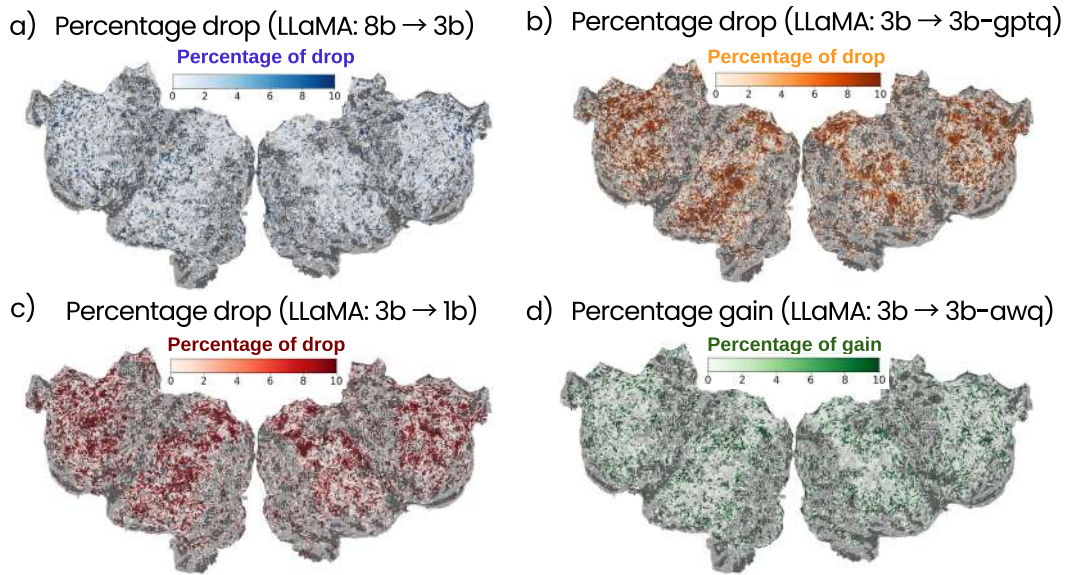 a) Percentage drop (LLaMA: 8b → 3b)
Percentage of drop
0 2 4 6 8 10
b) Percentage drop (LLaMA: 3b → 3b-gptq)
Percentage of drop
0 2 4 6 8 10
c) Percentage drop (LLaMA: 3b → 1b)
Percentage of drop
0 2 4 6 8 10
d) Percentage gain (LLaMA: 3b → 3b-awq)
Percentage of gain
0 2 4 6 8 10